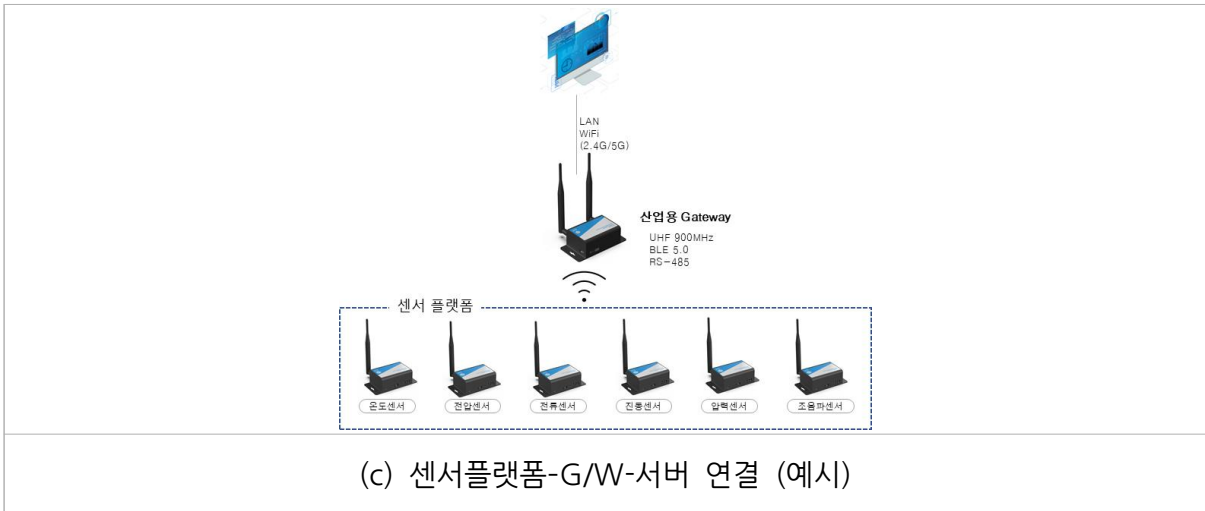 LAN
WiFi
(2.4G/5G)
산업용 Gateway
UHF 900MHz
BLE 5.0
RS-485
센서 플랫폼
온도센서
전압센서
전류센서
진동센서
압력센서
조음파센서
(c) 센서플랫폼-G/W-서버 연결 (예시)